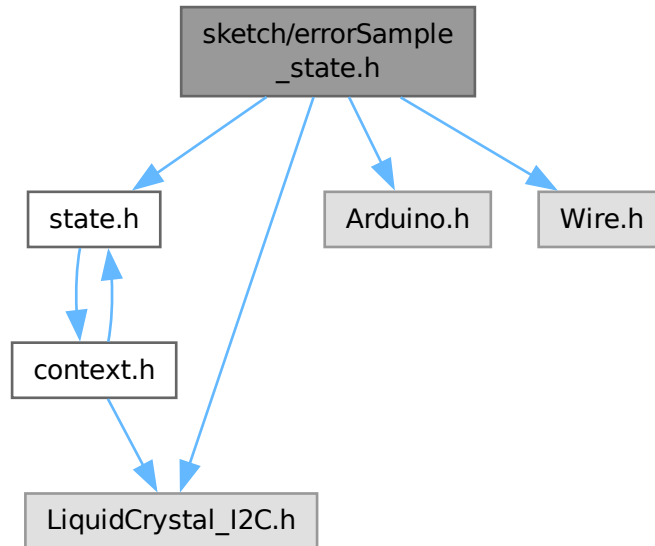 sketch/errorSample
_state.h
state.h
Arduino.h
Wire.h
context.h
LiquidCrystal_I2C.h